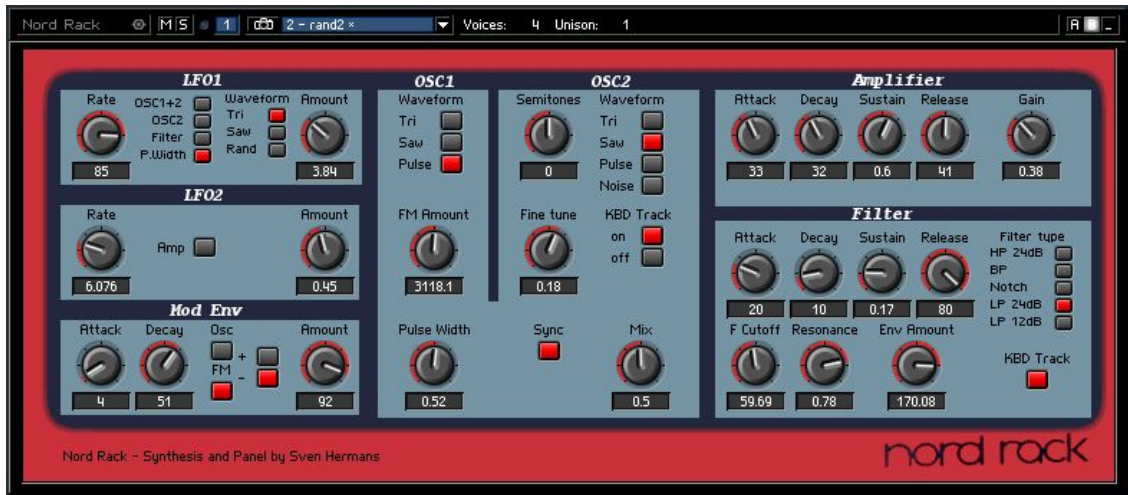 Nord Rack M S 1 2 - rand2 × Voices: 4 Unison: 1 A
LFO1
Rate
OSC1+2
OSC2
Filter
P.Width
Waveform
Tri
Saw
Rand
Amount
85
3.84
LFO2
Rate
Amp
Amount
6.076
0.45
Mod Env
Attack
Decay
Osc
FM
+
-
Amount
4
51
92
OSC1
Waveform
Tri
Saw
Pulse
FM Amount
3118.1
Pulse Width
0.52
OSC2
Semitones
0
Waveform
Tri
Saw
Pulse
Noise
Fine tune
0.18
KBD Track
on
off
Sync
Mix
0.5
Amplifier
Attack Decay Sustain Release Gain
33 32 0.6 41 0.38
Filter
Attack Decay Sustain Release
20 10 0.17 80
Filter type
HP 24dB
BP
Notch
LP 24dB
LP 12dB
F Cutoff Resonance Env Amount
59.69 0.78 170.08
KBD Track
Nord Rack - Synthesis and Panel by Sven Hermans
nord rack